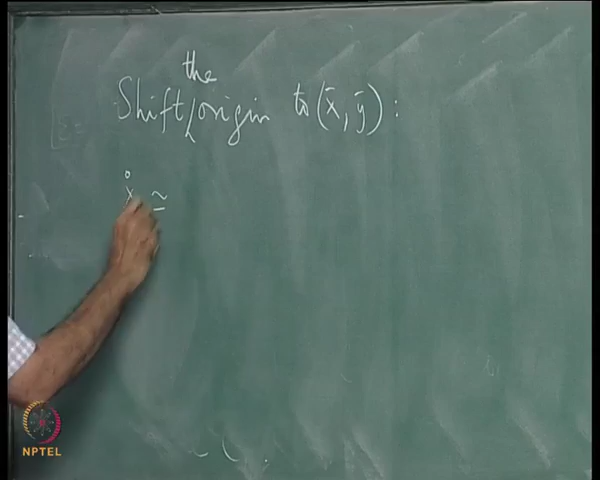 Shift the origin to (x̄, ȳ) :
ẋ ≃
NPTEL